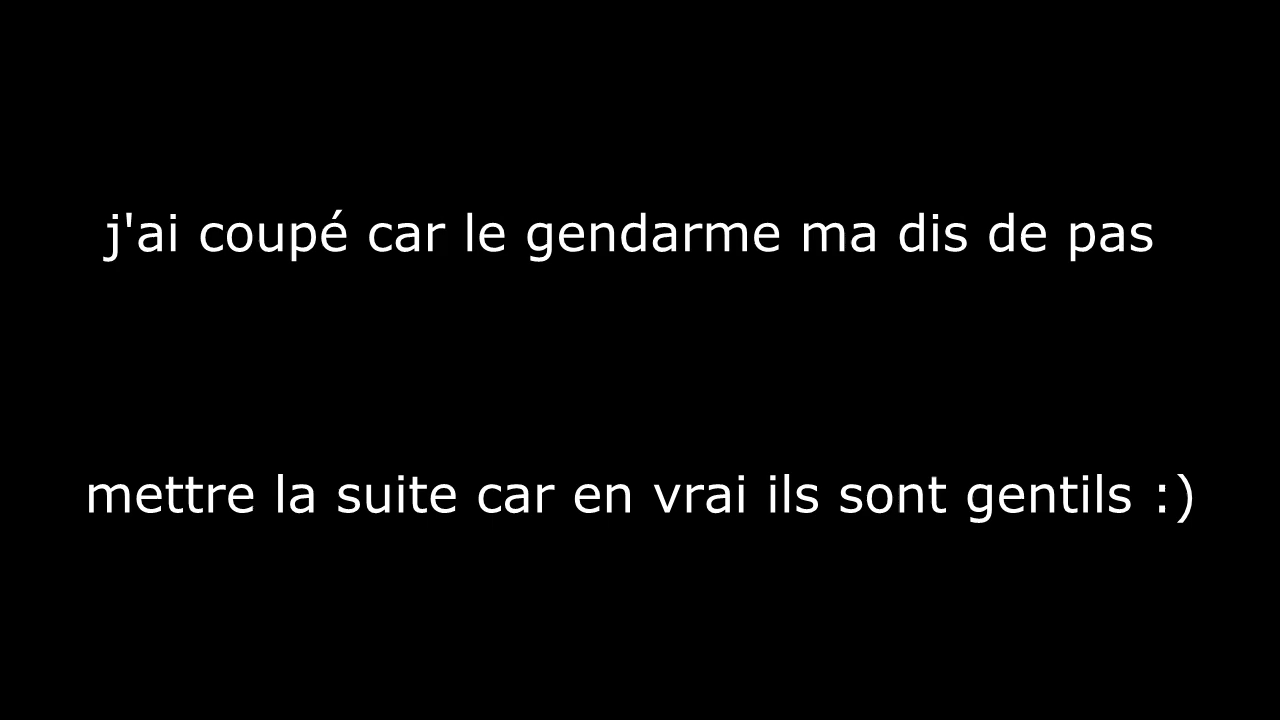 j'ai coupé car le gendarme ma dis de pas
mettre la suite car en vrai ils sont gentils :)